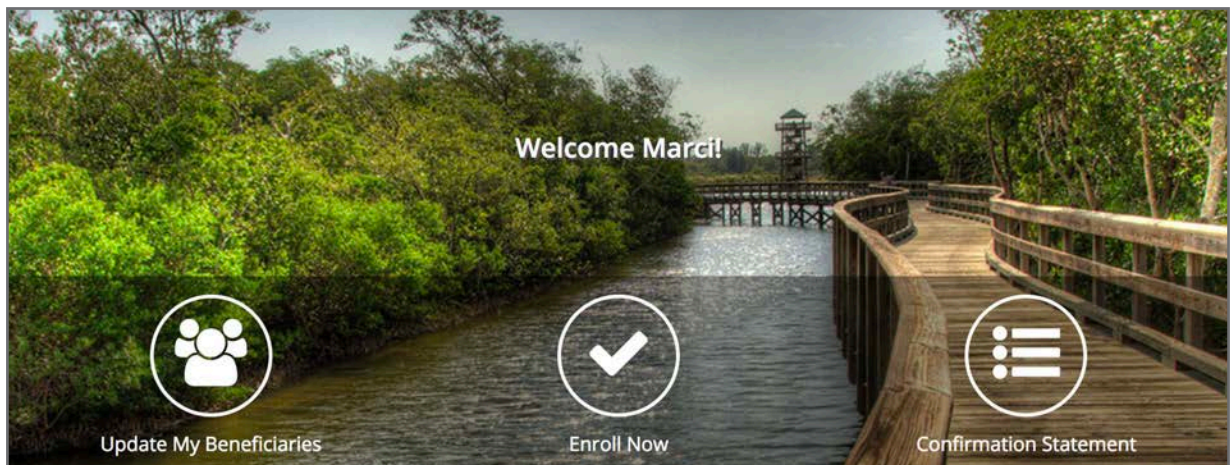 Welcome Marci!
Update My Beneficiaries
Enroll Now
Confirmation Statement